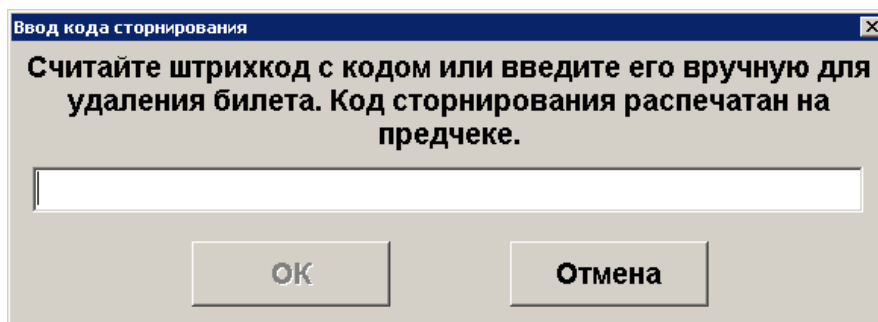 Ввод кода сторнирования
Считайте штрихкод с кодом или введите его вручную для
удаления билета. Код сторнирования распечатан на
предчеке.
ОК
Отмена